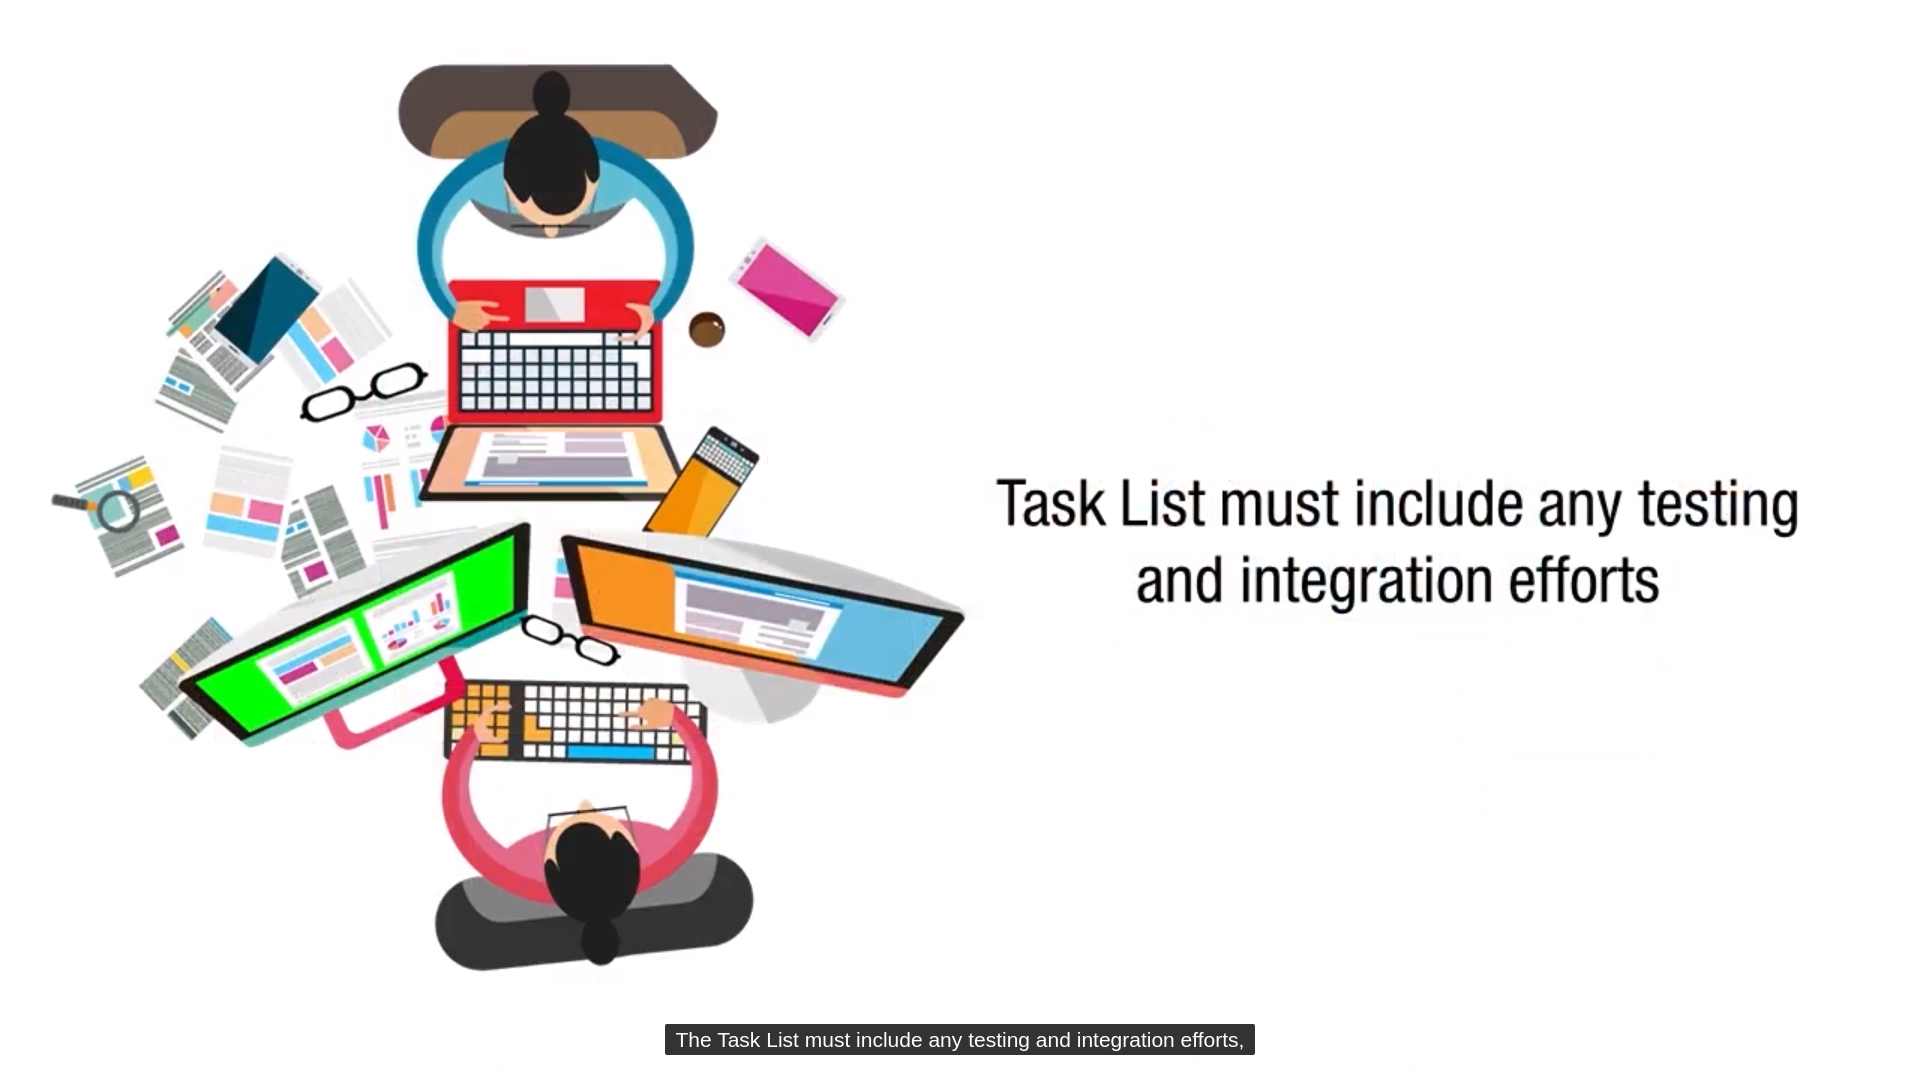 Task List must include any testing
and integration efforts
The Task List must include any testing and integration efforts,